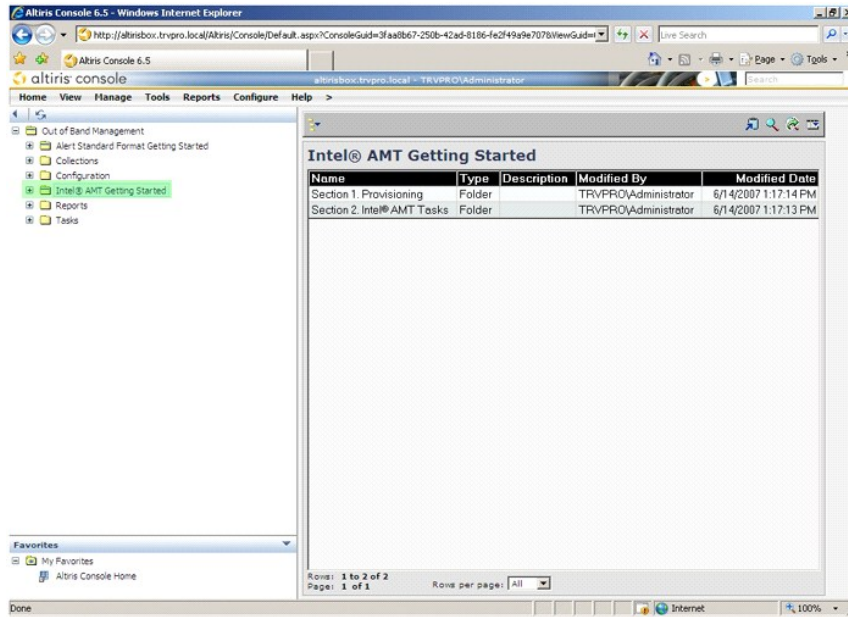 Altiris Console 6.5 - Windows Internet Explorer
http://altirisbox.trvpro.local/Altiris/Console/Default.aspx?ConsoleGuid=3faa8b67-250b-42ad-8186-fe2f49a9e707&ViewGuid=
Live Search
Altiris Console 6.5
Page
Tools
altiris console
altirisbox.trvpro.local - TRVPRO\Administrator
Search
Home View Manage Tools Reports Configure Help >
Out of Band Management
Alert Standard Format Getting Started
Collections
Configuration
Intel® AMT Getting Started
Reports
Tasks
Intel® AMT Getting Started
Name Type Description Modified By Modified Date
Section 1. Provisioning Folder TRVPRO\Administrator 6/14/2007 1:17:14 PM
Section 2. Intel® AMT Tasks Folder TRVPRO\Administrator 6/14/2007 1:17:13 PM
Favorites
My Favorites
Altiris Console Home
Rows: 1 to 2 of 2
Page: 1 of 1
Rows per page: All
Done
Internet
100%